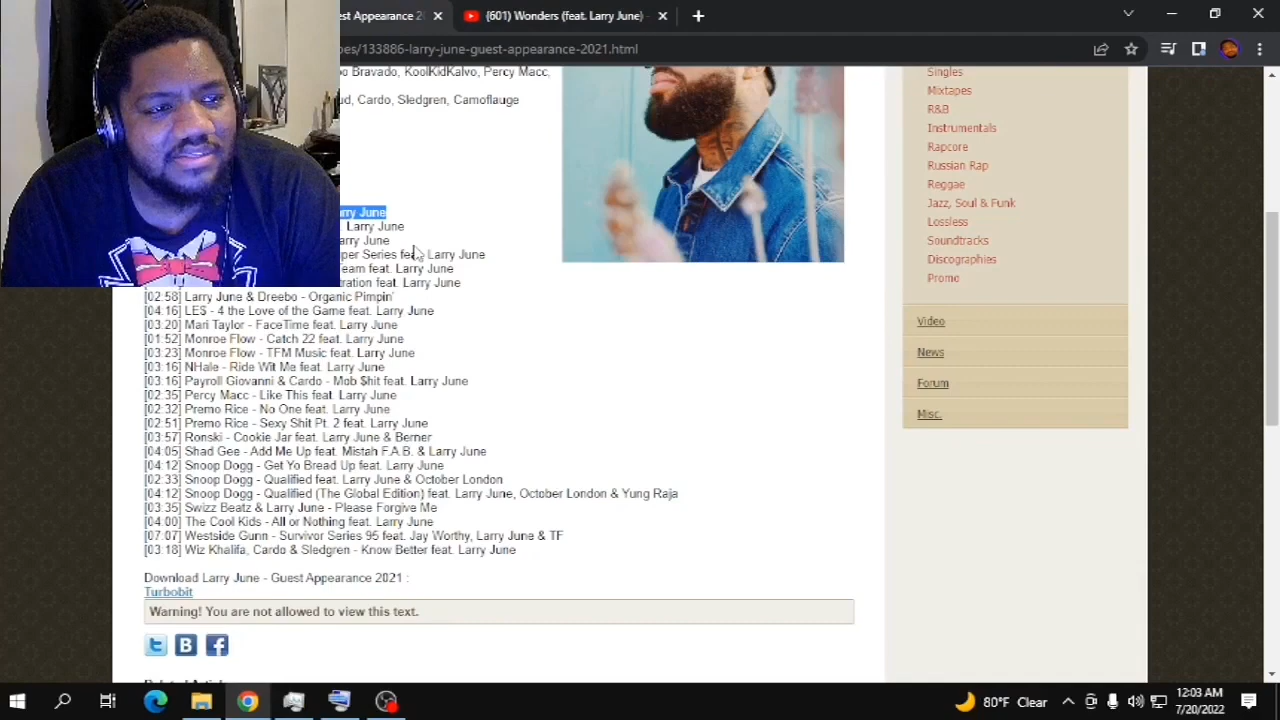 est Appearance 2021
(601) Wonders (feat. Larry June) -
pes/133886-larry-june-guest-appearance-2021.html
o Bravado, KoolKidKalvo, Percy Macc,
ud, Cardo, Sledgren, Camoflauge
arry June
. Larry June
arry June
per Series feat. Larry June
eam feat. Larry June
tration feat. Larry June
[02:58] Larry June & Dreebo - Organic Pimpin'
[04:16] LE$ - 4 the Love of the Game feat. Larry June
[03:20] Mari Taylor - FaceTime feat. Larry June
[01:52] Monroe Flow - Catch 22 feat. Larry June
[03:23] Monroe Flow - TFM Music feat. Larry June
[03:16] NHale - Ride Wit Me feat. Larry June
[03:16] Payroll Giovanni & Cardo - Mob $hit feat. Larry June
[02:35] Percy Macc - Like This feat. Larry June
[02:32] Premo Rice - No One feat. Larry June
[02:51] Premo Rice - Sexy Shit Pt. 2 feat. Larry June
[03:57] Ronski - Cookie Jar feat. Larry June & Berner
[04:05] Shad Gee - Add Me Up feat. Mistah F.A.B. & Larry June
[04:12] Snoop Dogg - Get Yo Bread Up feat. Larry June
[02:33] Snoop Dogg - Qualified feat. Larry June & October London
[04:12] Snoop Dogg - Qualified (The Global Edition) feat. Larry June, October London & Yung Raja
[03:35] Swizz Beatz & Larry June - Please Forgive Me
[04:00] The Cool Kids - All or Nothing feat. Larry June
[07:07] Westside Gunn - Survivor Series 95 feat. Jay Worthy, Larry June & TF
[03:18] Wiz Khalifa, Cardo & Sledgren - Know Better feat. Larry June
Download Larry June - Guest Appearance 2021 :
Turbobit
Warning! You are not allowed to view this text.
Singles
Mixtapes
R&B
Instrumentals
Rapcore
Russian Rap
Reggae
Jazz, Soul & Funk
Lossless
Soundtracks
Discographies
Promo
Video
News
Forum
Misc.
80°F Clear
12:03 AM
7/20/2022